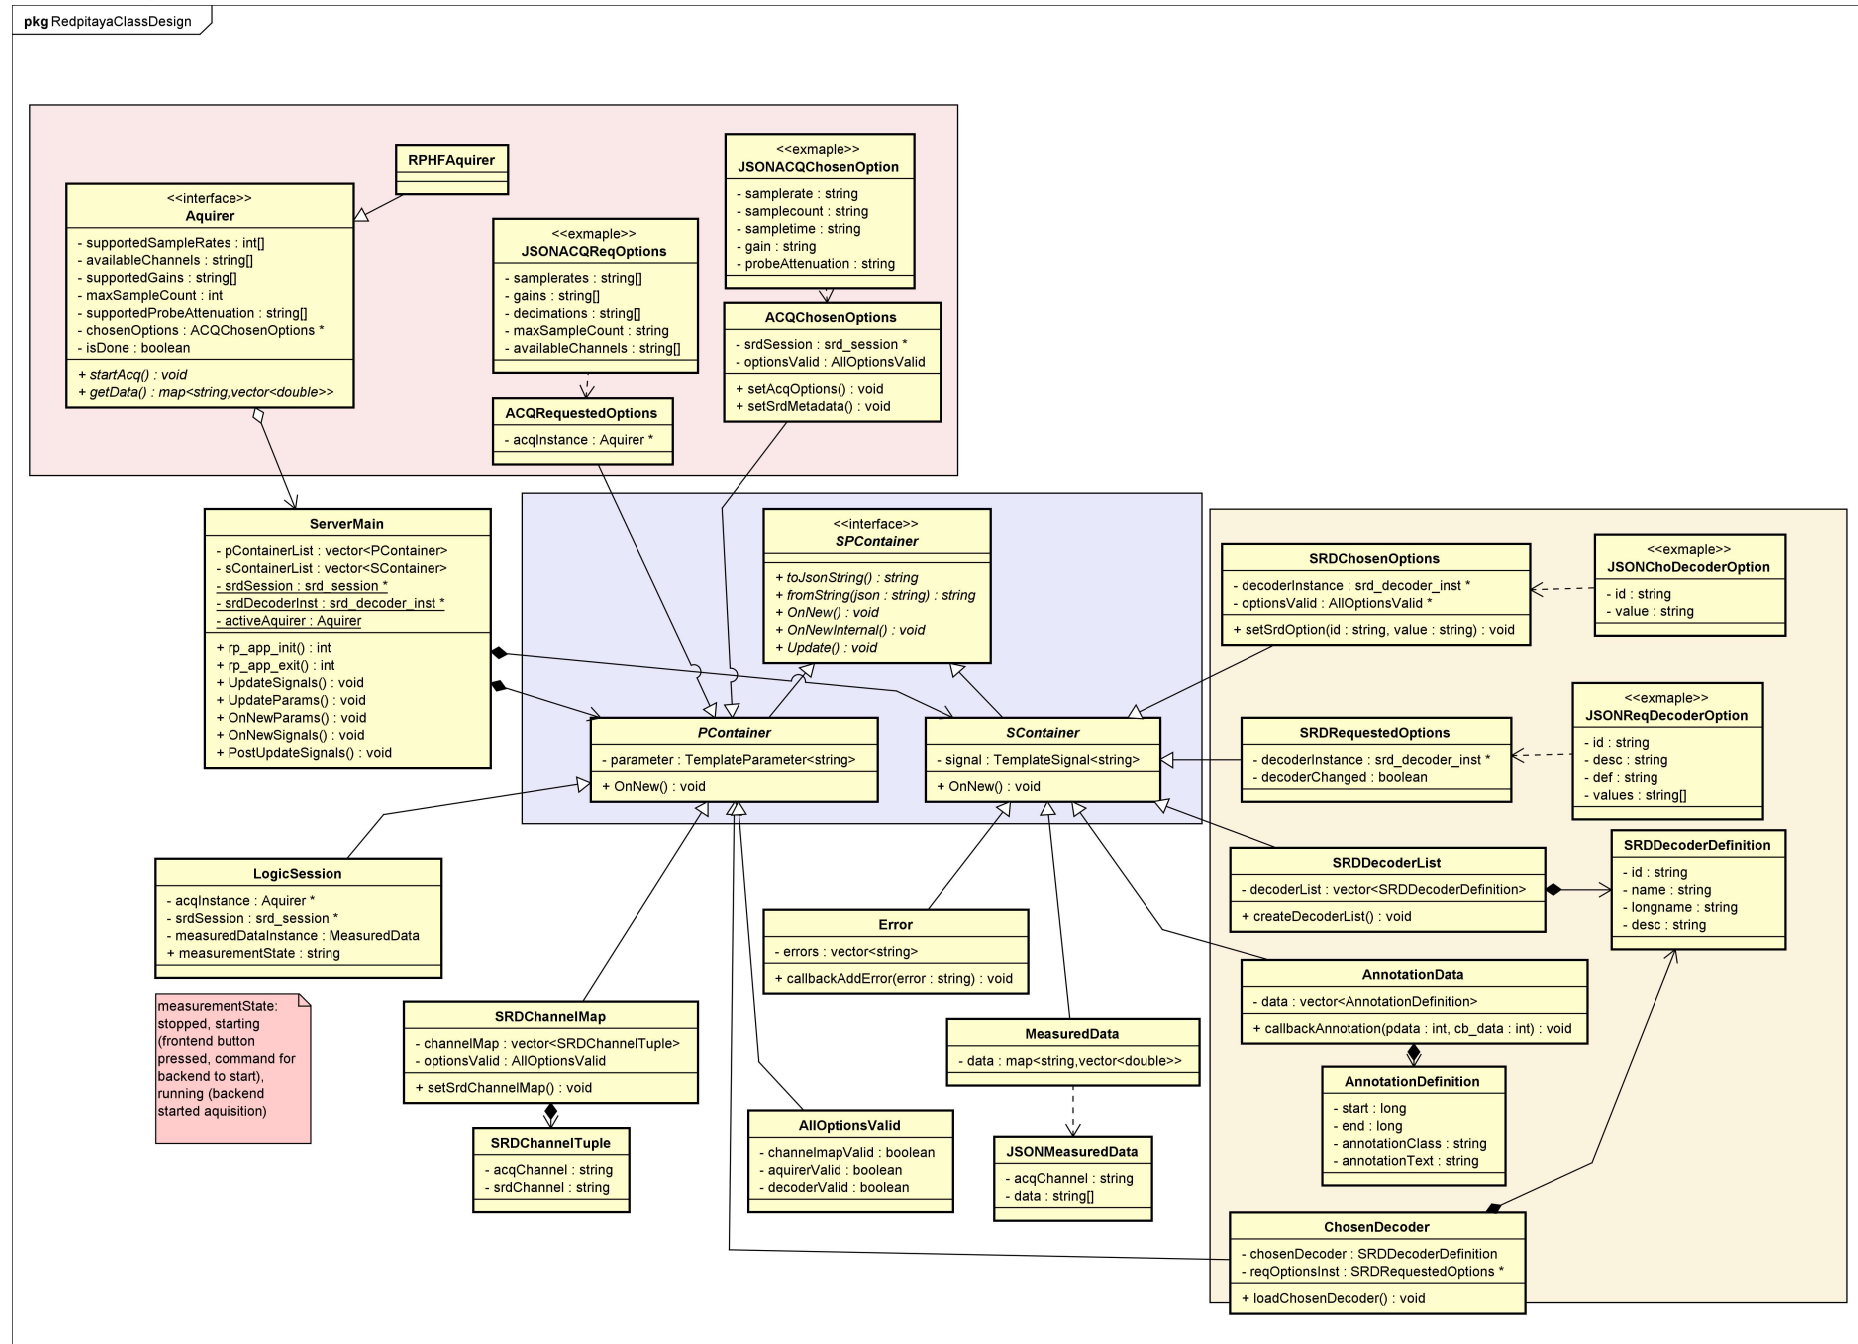 pkg RedpitayaClassDesign
<<interface>>
Aquirer
- supportedSampleRates : int[]
- availableChannels : string[]
- supportedGains : string[]
- maxSampleCount : int
- supportedProbeAttenuation : string[]
- chosenOptions : ACQChosenOptions *
- isDone : boolean
+ startAcq() : void
+ getData() : map<string,vector<double>>
RPHFAquirer
<<exmaple>>
JSONACQReqOptions
- samplerates : string[]
- gains : string[]
- decimations : string[]
- maxSampleCount : string
- availableChannels : string[]
<<exmaple>>
JSONACQChosenOption
- samplerate : string
- samplecount : string
- sampletime : string
- gain : string
- probeAttenuation : string
ACQRequestedOptions
- acqInstance : Aquirer *
ACQChosenOptions
- srdSession : srd_session *
- optionsValid : AllOptionsValid
+ setAcqOptions() : void
+ setSrdMetadata() : void
ServerMain
- pContainerList : vector<PContainer>
- sContainerList : vector<SContainer>
- srdSession : srd_session *
- srdDecoderInst : srd_decoder_inst *
- activeAquirer : Aquirer
+ rp_app_init() : int
+ rp_app_exit() : int
+ UpdateSignals() : void
+ UpdateParams() : void
+ OnNewParams() : void
+ OnNewSignals() : void
+ PostUpdateSignals() : void
<<interface>>
SPContainer
+ toJsonString() : string
+ fromString(json : string) : string
+ OnNew() : void
+ OnNewInternal() : void
+ Update() : void
PContainer
- parameter : TemplateParameter<string>
+ OnNew() : void
SContainer
- signal : TemplateSignal<string>
+ OnNew() : void
SRDChosenOptions
- decoderInstance : srd_decoder_inst *
- optionsValid : AllOptionsValid *
+ setSrdOption(id : string, value : string) : void
<<exmaple>>
JSONChoDecoderOption
- id : string
- value : string
SRDRequestedOptions
- decoderInstance : srd_decoder_inst *
- decoderChanged : boolean
<<exmaple>>
JSONReqDecoderOption
- id : string
- desc : string
- def : string
- values : string[]
SRDDecoderList
- decoderList : vector<SRDDecoderDefinition>
+ createDecoderList() : void
SRDDecoderDefinition
- id : string
- name : string
- longname : string
- desc : string
LogicSession
- acqInstance : Aquirer *
- srdSession : srd_session *
- measuredDataInstance : MeasuredData
+ measurementState : string
measurementState:
stopped, starting
(frontend button
pressed, command for
backend to start),
running (backend
started aquisition)
SRDChannelMap
- channelMap : vector<SRDChannelTuple>
- optionsValid : AllOptionsValid
+ setSrdChannelMap() : void
SRDChannelTuple
- acqChannel : string
- srdChannel : string
Error
- errors : vector<string>
+ callbackAddError(error : string) : void
AllOptionsValid
- channelmapValid : boolean
- aquirerValid : boolean
- decoderValid : boolean
MeasuredData
- data : map<string,vector<double>>
JSONMeasuredData
- acqChannel : string
- data : string[]
AnnotationData
- data : vector<AnnotationDefinition>
+ callbackAnnotation(pdata : int, cb_data : int) : void
AnnotationDefinition
- start : long
- end : long
- annotationClass : string
- annotationText : string
ChosenDecoder
- chosenDecoder : SRDDecoderDefinition
- reqOptionsInst : SRDRequestedOptions *
+ loadChosenDecoder() : void